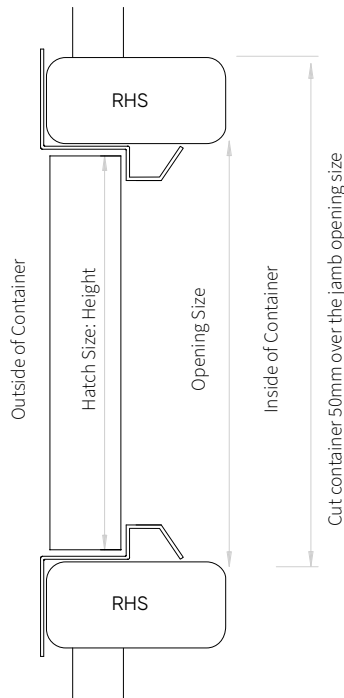 RHS
Outside of Container
Hatch Size: Height
Opening Size
Inside of Container
Cut container 50mm over the jamb opening size
RHS